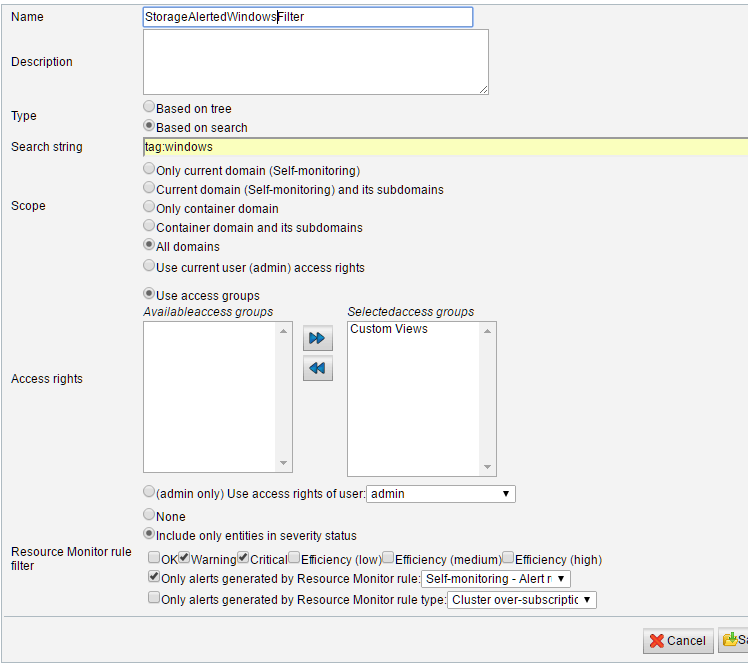 Name StorageAlertedWindowsFilter
Description
Type
Based on tree
Based on search
Search string tag:windows
Scope
Only current domain (Self-monitoring)
Current domain (Self-monitoring) and its subdomains
Only container domain
Container domain and its subdomains
All domains
Access rights
Use current user (admin) access rights
Use access groups
Availableaccess groups Selectedaccess groups
Custom Views
(admin only) Use access rights of user: admin
Resource Monitor rule
filter
None
Include only entities in severity status
OK Warning Critical Efficiency (low) Efficiency (medium) Efficiency (high)
Only alerts generated by Resource Monitor rule: Self-monitoring - Alert r
Only alerts generated by Resource Monitor rule type: Cluster over-subscriptic
Cancel Sa